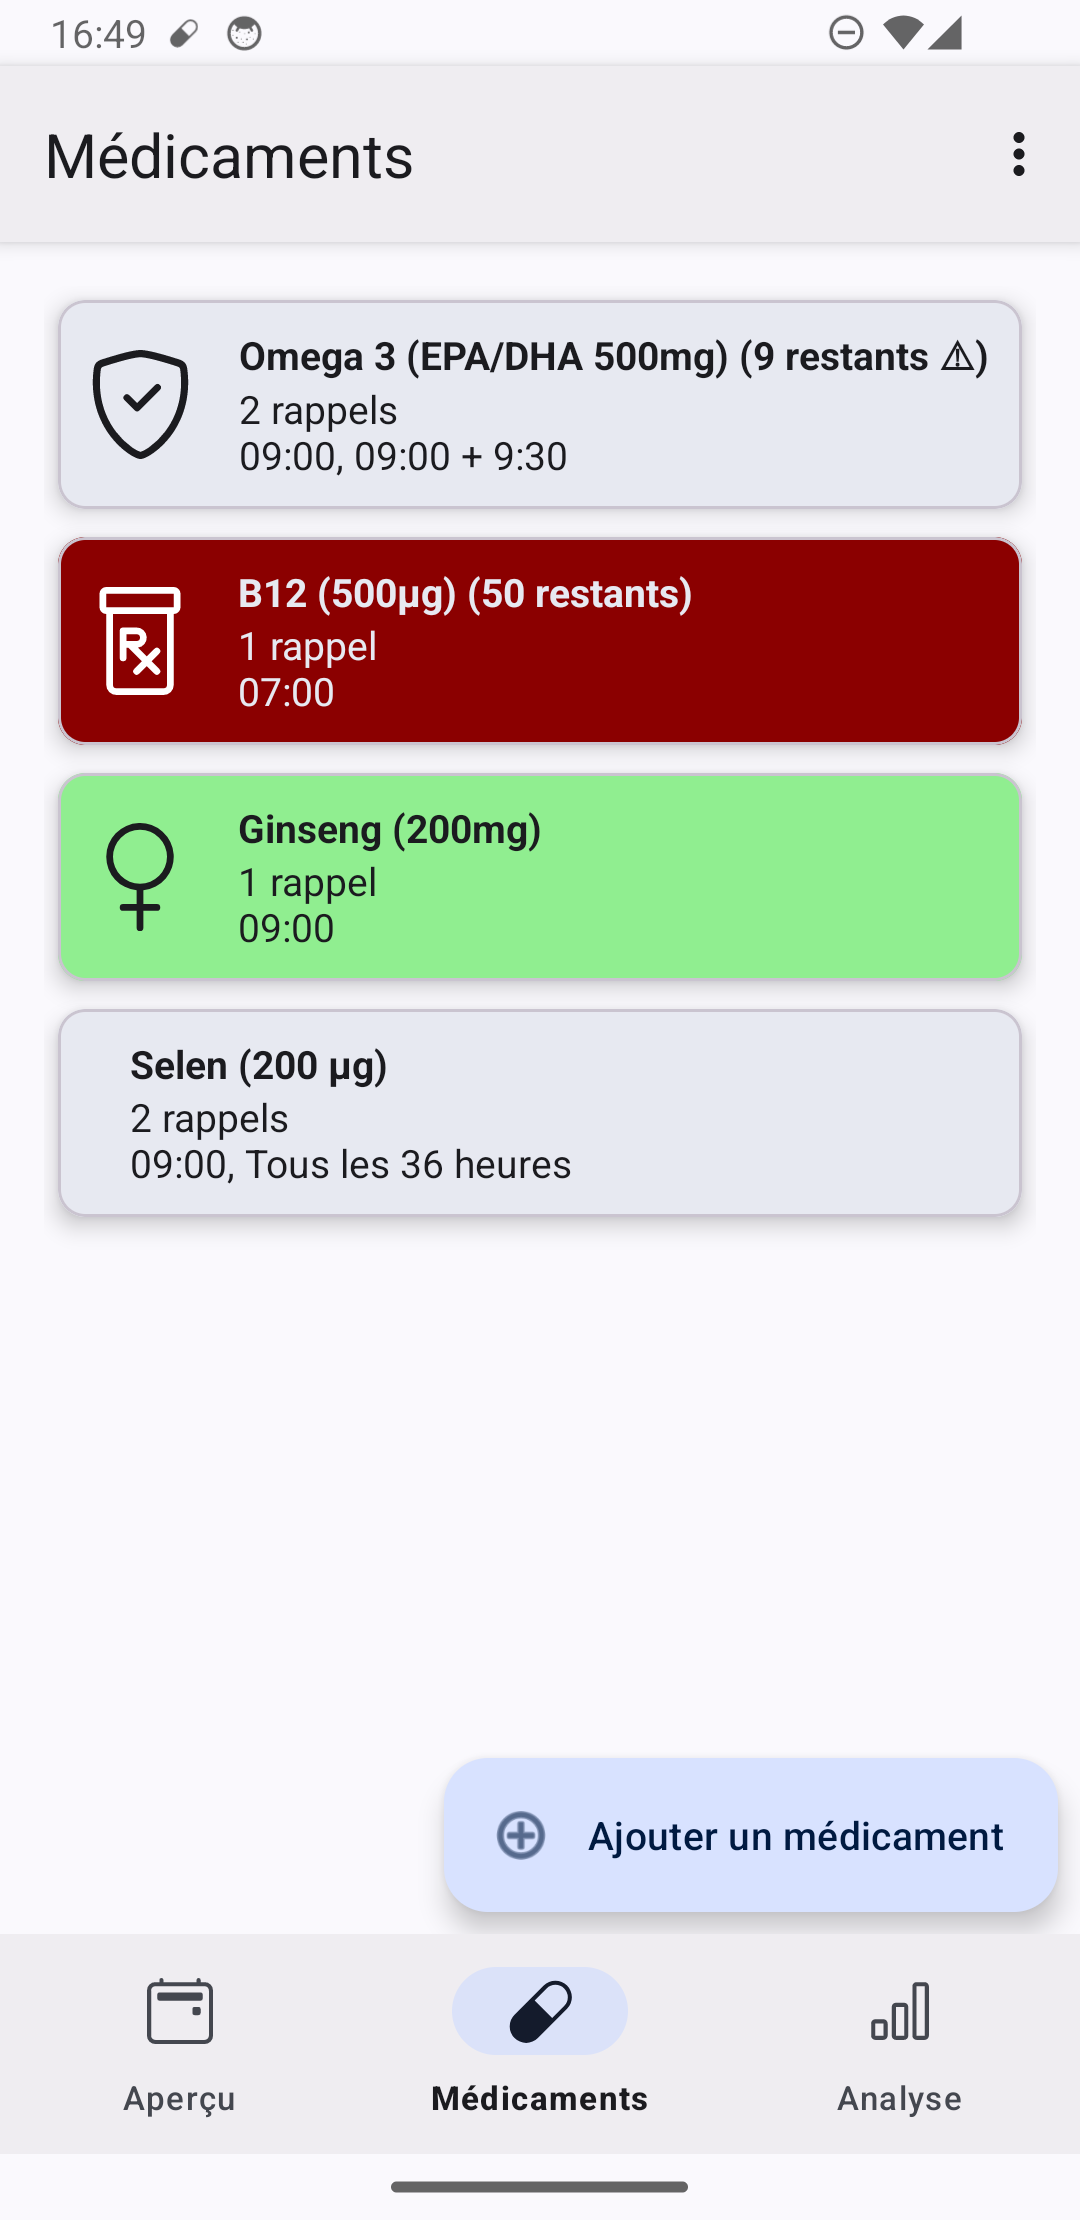 16:49
Médicaments
Omega 3 (EPA/DHA 500mg) (9 restants ⚠)
2 rappels
09:00, 09:00 + 9:30
B12 (500µg) (50 restants)
1 rappel
07:00
Ginseng (200mg)
1 rappel
09:00
Selen (200 µg)
2 rappels
09:00, Tous les 36 heures
Ajouter un médicament
Aperçu
Médicaments
Analyse